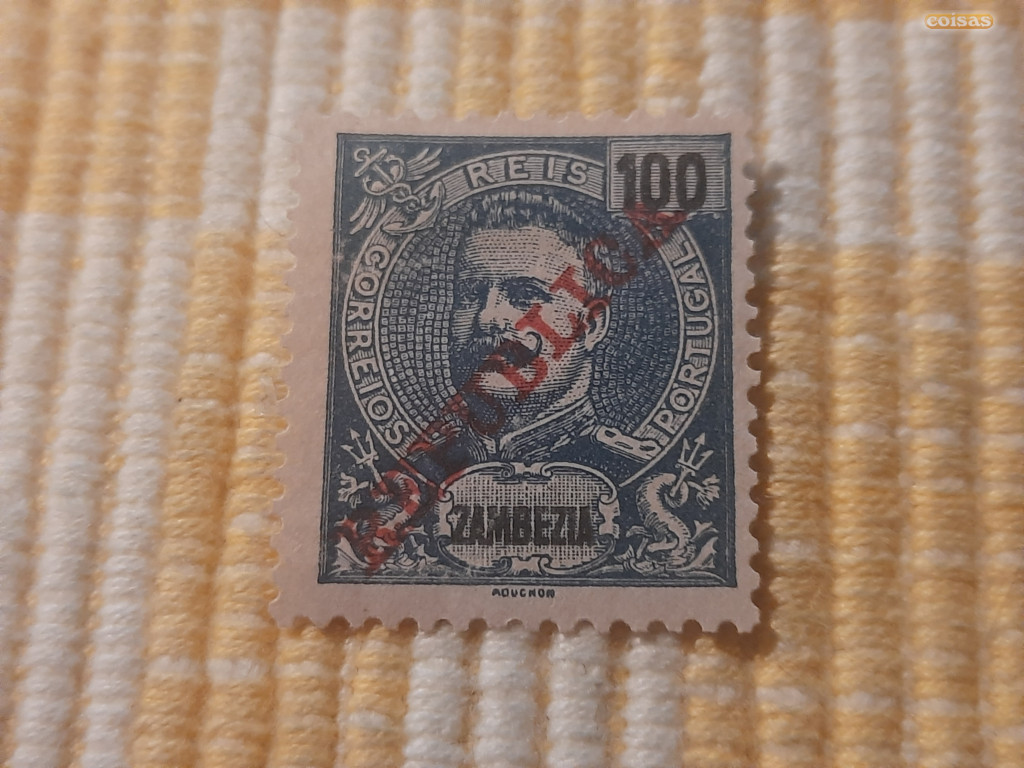 coisas
REIS
100
CORREIOS
PORTUGAL
REPUBLICA
ZAMBEZIA
MOUCHON